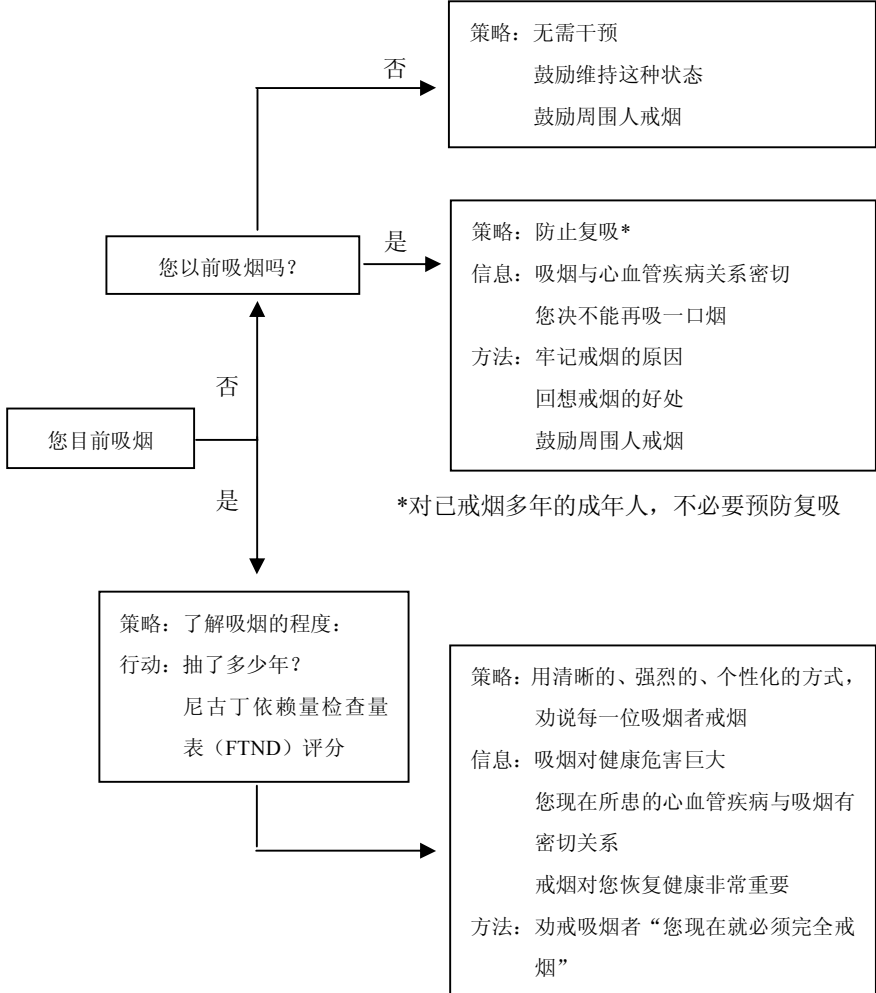 策略：无需干预
鼓励维持这种状态
鼓励周围人戒烟
否
您以前吸烟吗？
是
策略：防止复吸*
信息：吸烟与心血管疾病关系密切
您决不能再吸一口烟
方法：牢记戒烟的原因
回想戒烟的好处
鼓励周围人戒烟
否
您目前吸烟
是
*对已戒烟多年的成年人，不必要预防复吸
策略：了解吸烟的程度：
行动：抽了多少年？
尼古丁依赖量检查量
表（FTND）评分
策略：用清晰的、强烈的、个性化的方式，
劝说每一位吸烟者戒烟
信息：吸烟对健康危害巨大
您现在所患的心血管疾病与吸烟有
密切关系
戒烟对您恢复健康非常重要
方法：劝戒吸烟者“您现在就必须完全戒
烟”